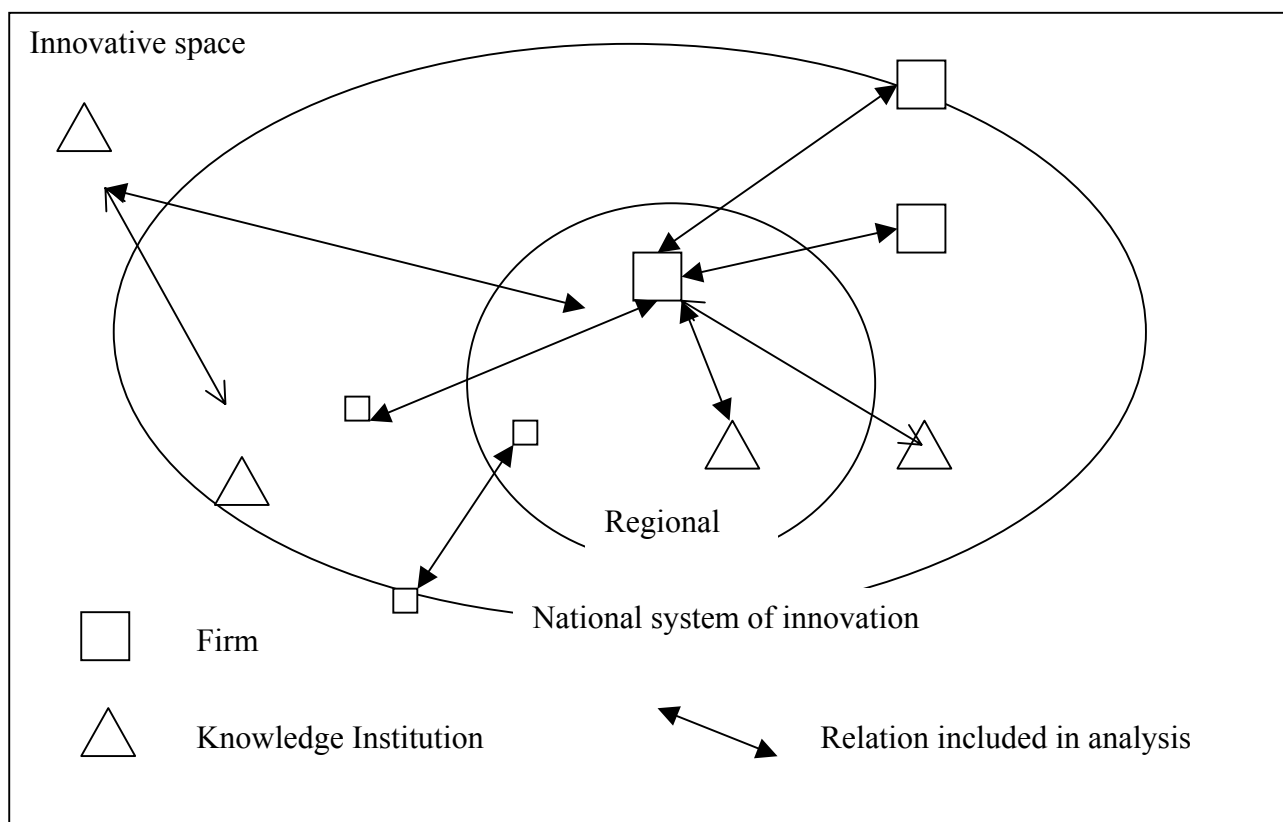 Innovative space
Regional
National system of innovation
Firm
Knowledge Institution
Relation included in analysis